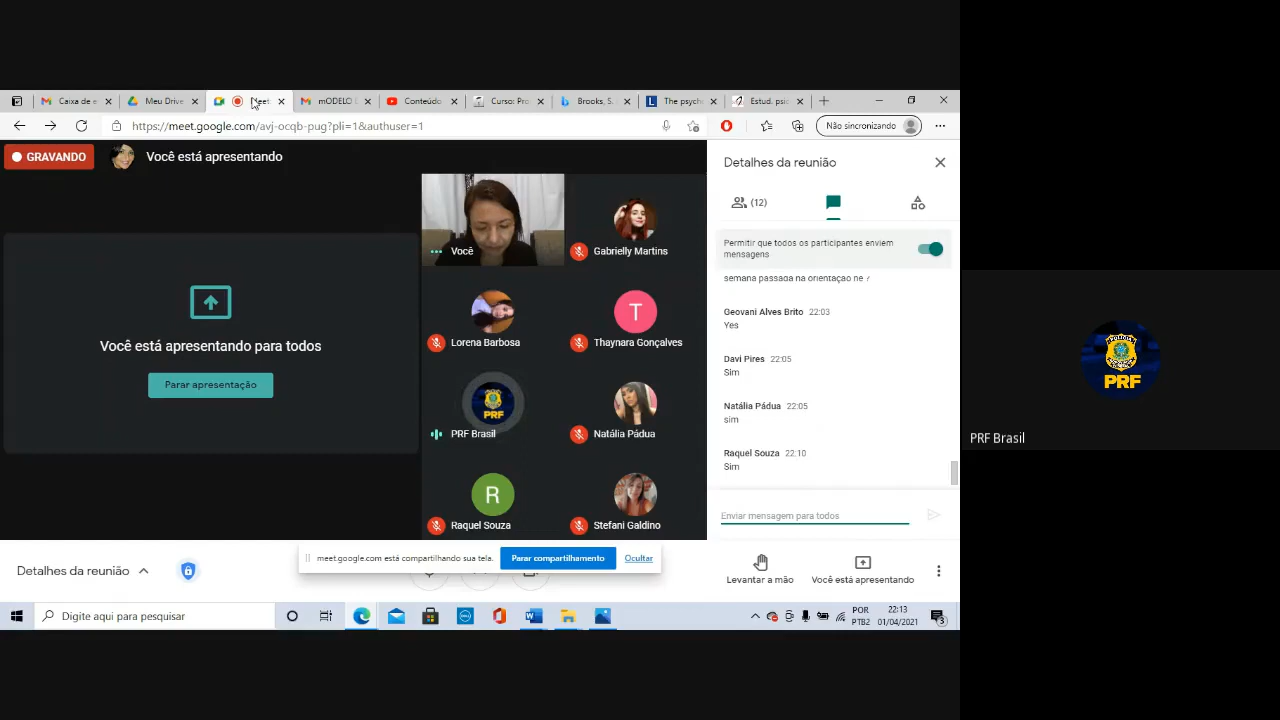 Caixa de e
Meu Drive
Meet
mODELO D
Conteúdo
Curso: Pro
Brooks, S.
The psych
Estud. psic
https://meet.google.com/avj-ocqb-pug?pli=1&authuser=1
Não sincronizando
GRAVANDO
Você está apresentando
Você está apresentando para todos
Parar apresentação
Você
Gabrielly Martins
Lorena Barbosa
T
Thaynara Gonçalves
PRF
PRF Brasil
Natália Pádua
R
Raquel Souza
Stefani Galdino
Detalhes da reunião
(12)
Permitir que todos os participantes enviem
mensagens
semana passada na orientação né ?
Geovani Alves Brito 22:03
Yes
Davi Pires 22:05
Sim
Natália Pádua 22:05
sim
Raquel Souza 22:10
Sim
Enviar mensagem para todos
Detalhes da reunião
meet.google.com está compartilhando sua tela.
Parar compartilhamento
Ocultar
Levantar a mão
Você está apresentando
Digite aqui para pesquisar
POR
PTB2
22:13
01/04/2021
3
PRF
PRF Brasil